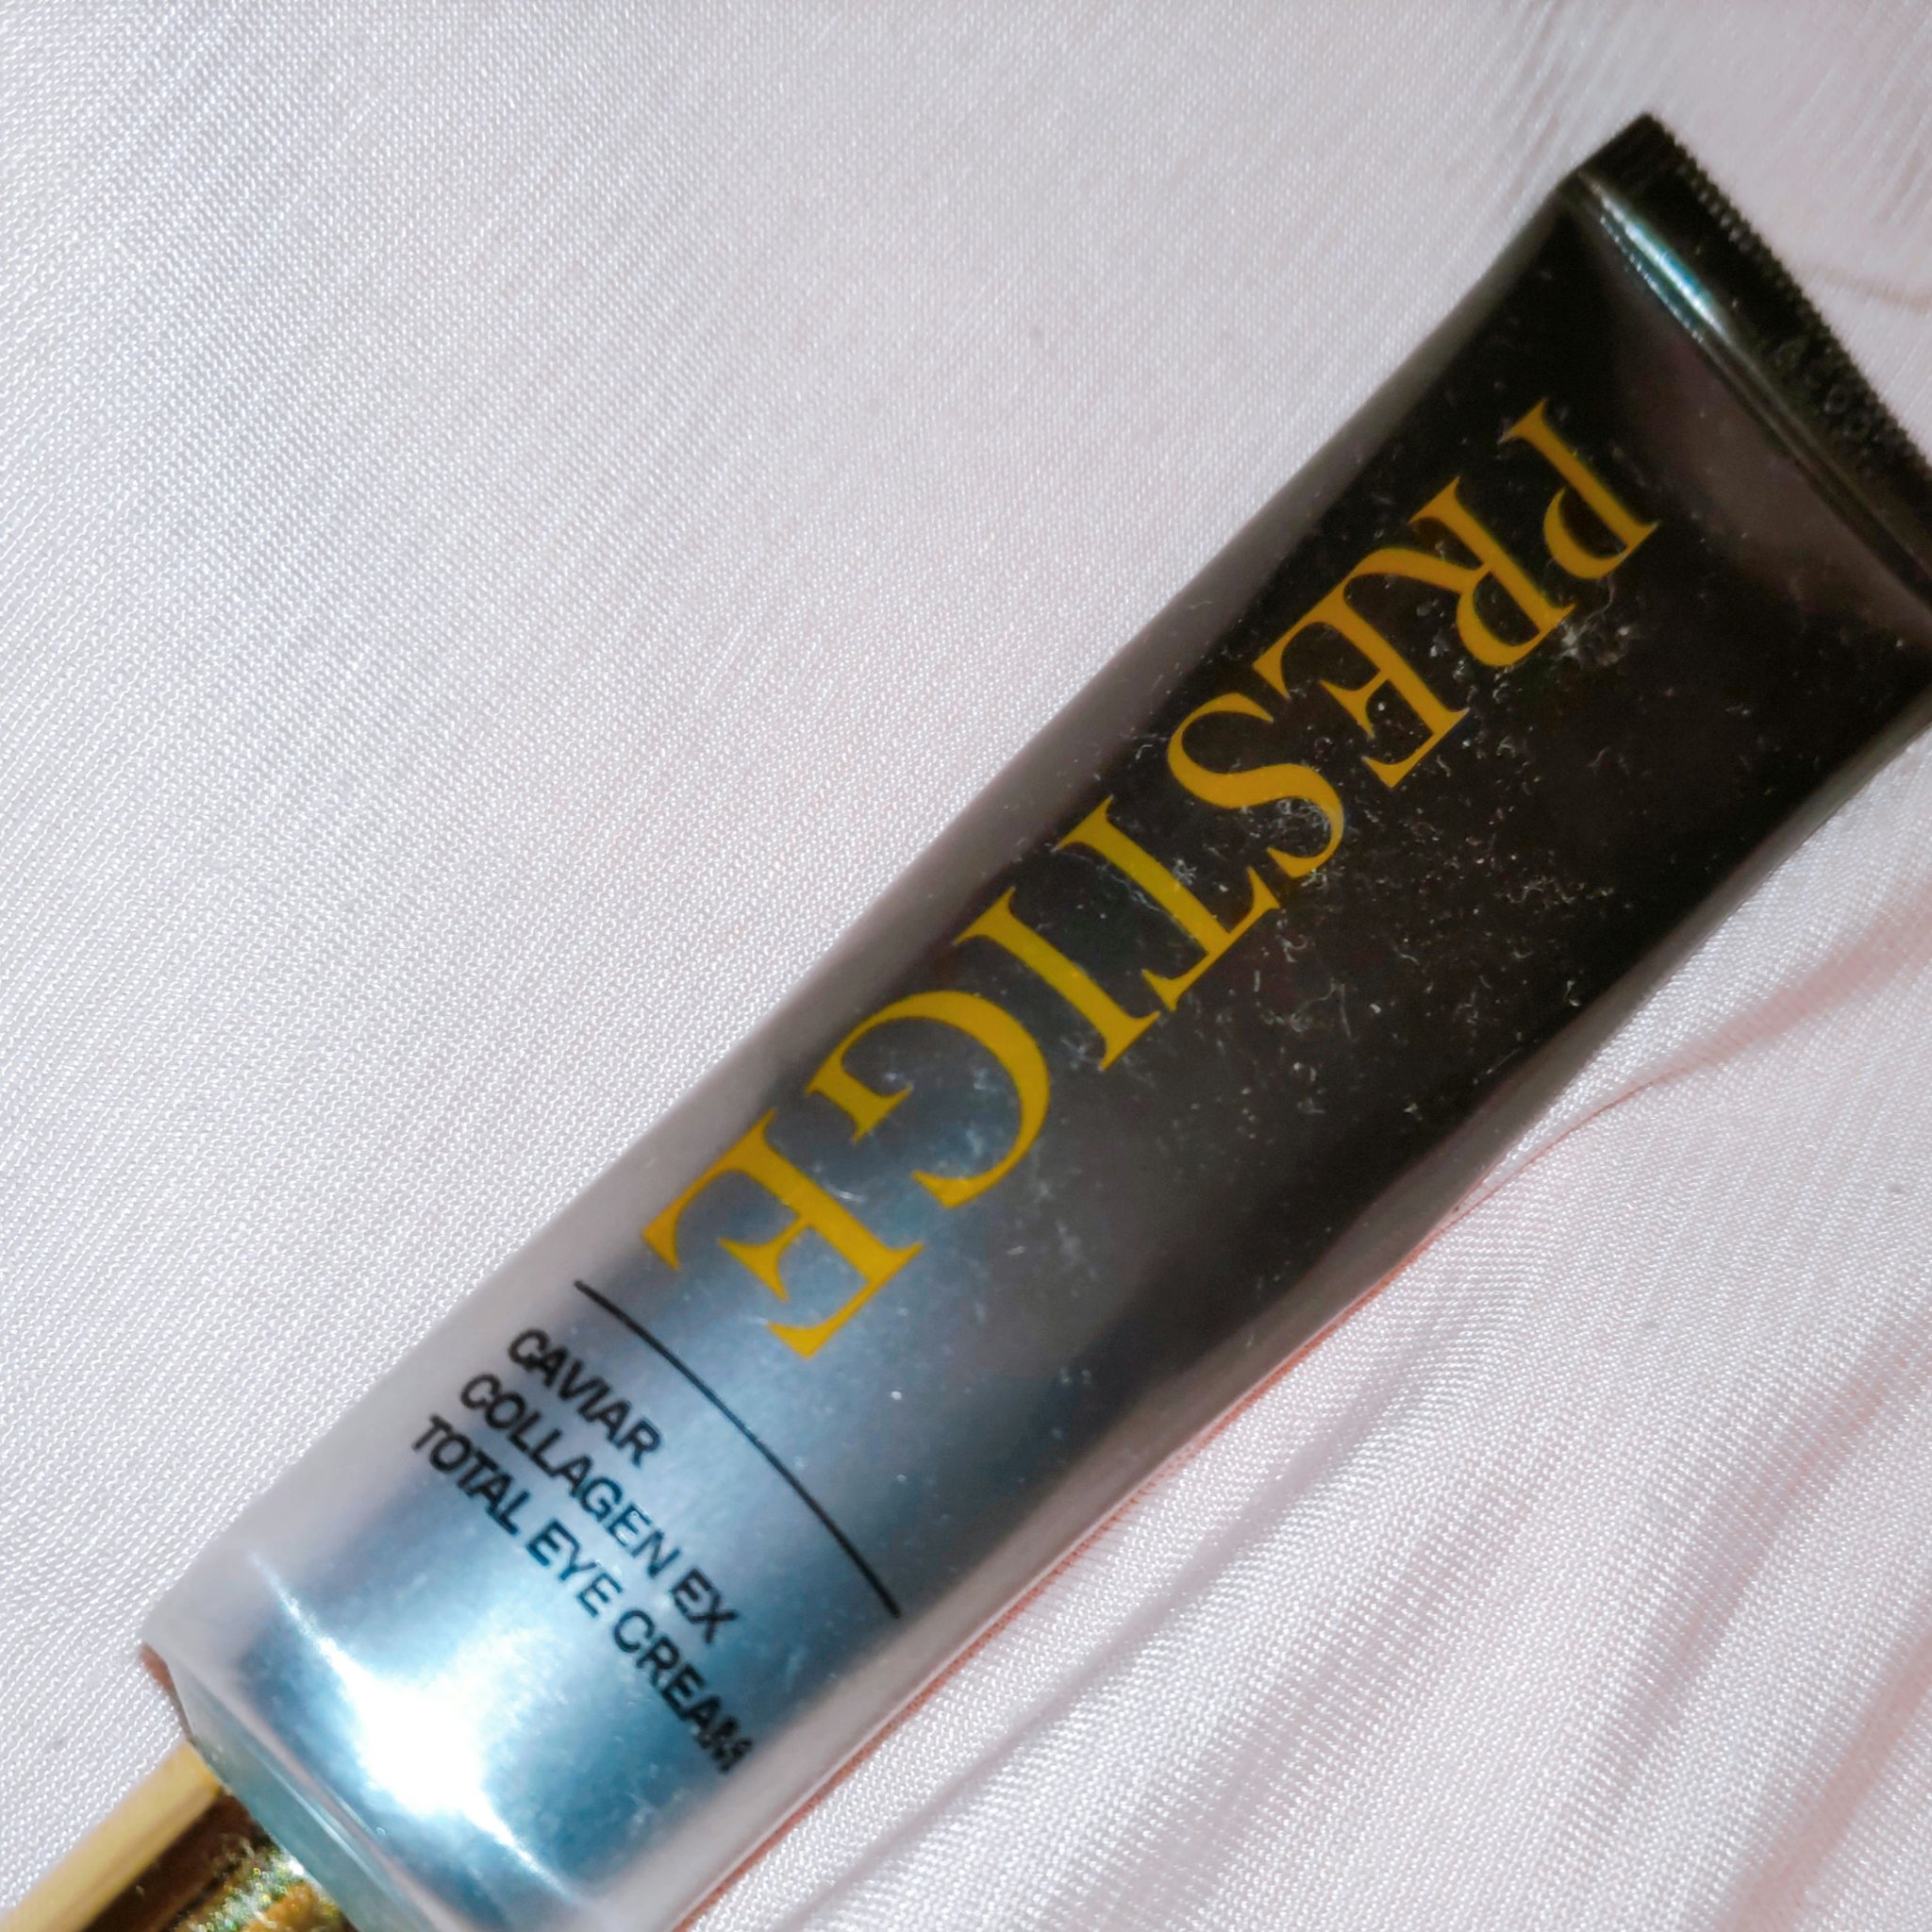 PRESTIGE
CAVIAR
COLLAGEN EX
TOTAL EYE CREAM